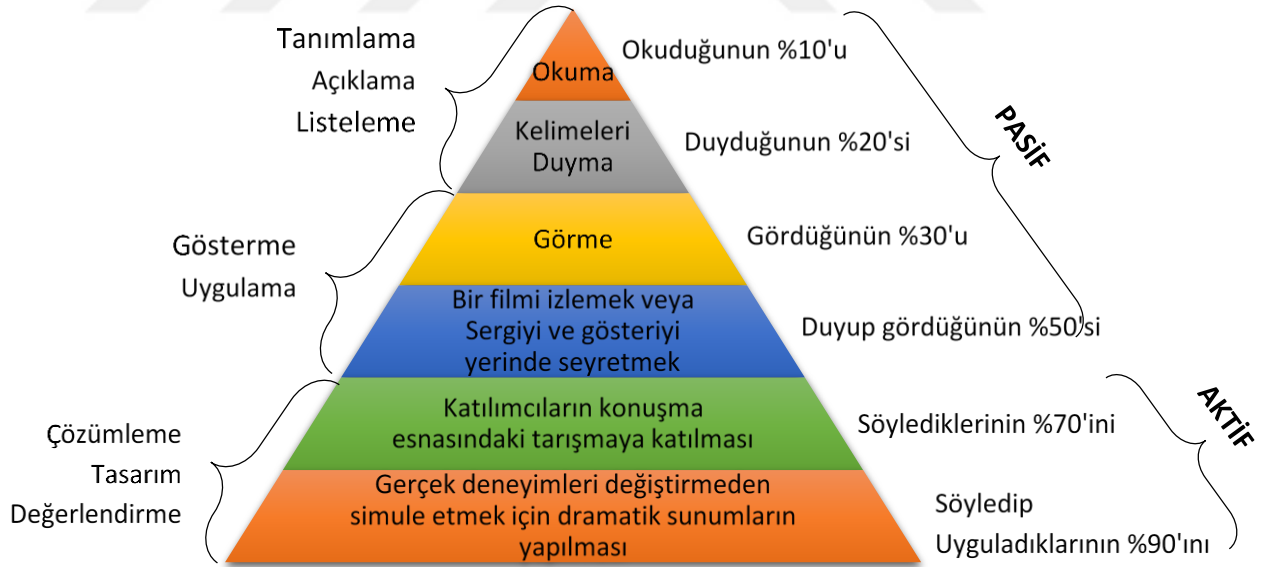 Tanımlama
Açıklama
Listeleme
Okuma
Okuduğunun %10'u
Kelimeleri
Duyma
Duyduğunun %20'si
PASİF
Gösterme
Uygulama
Görme
Gördüğünün %30'u
Bir filmi izlemek veya
Sergiyi ve gösteriyi
yerinde seyretmek
Duyup gördüğünün %50'si
Çözümleme
Tasarım
Değerlendirme
Katılımcıların konuşma
esnasındaki tarışmaya katılması
Söylediklerinin %70'ini
AKTİF
Gerçek deneyimleri değiştirmeden
simule etmek için dramatik sunumların
yapılması
Söyledip
Uyguladıklarının %90'ını